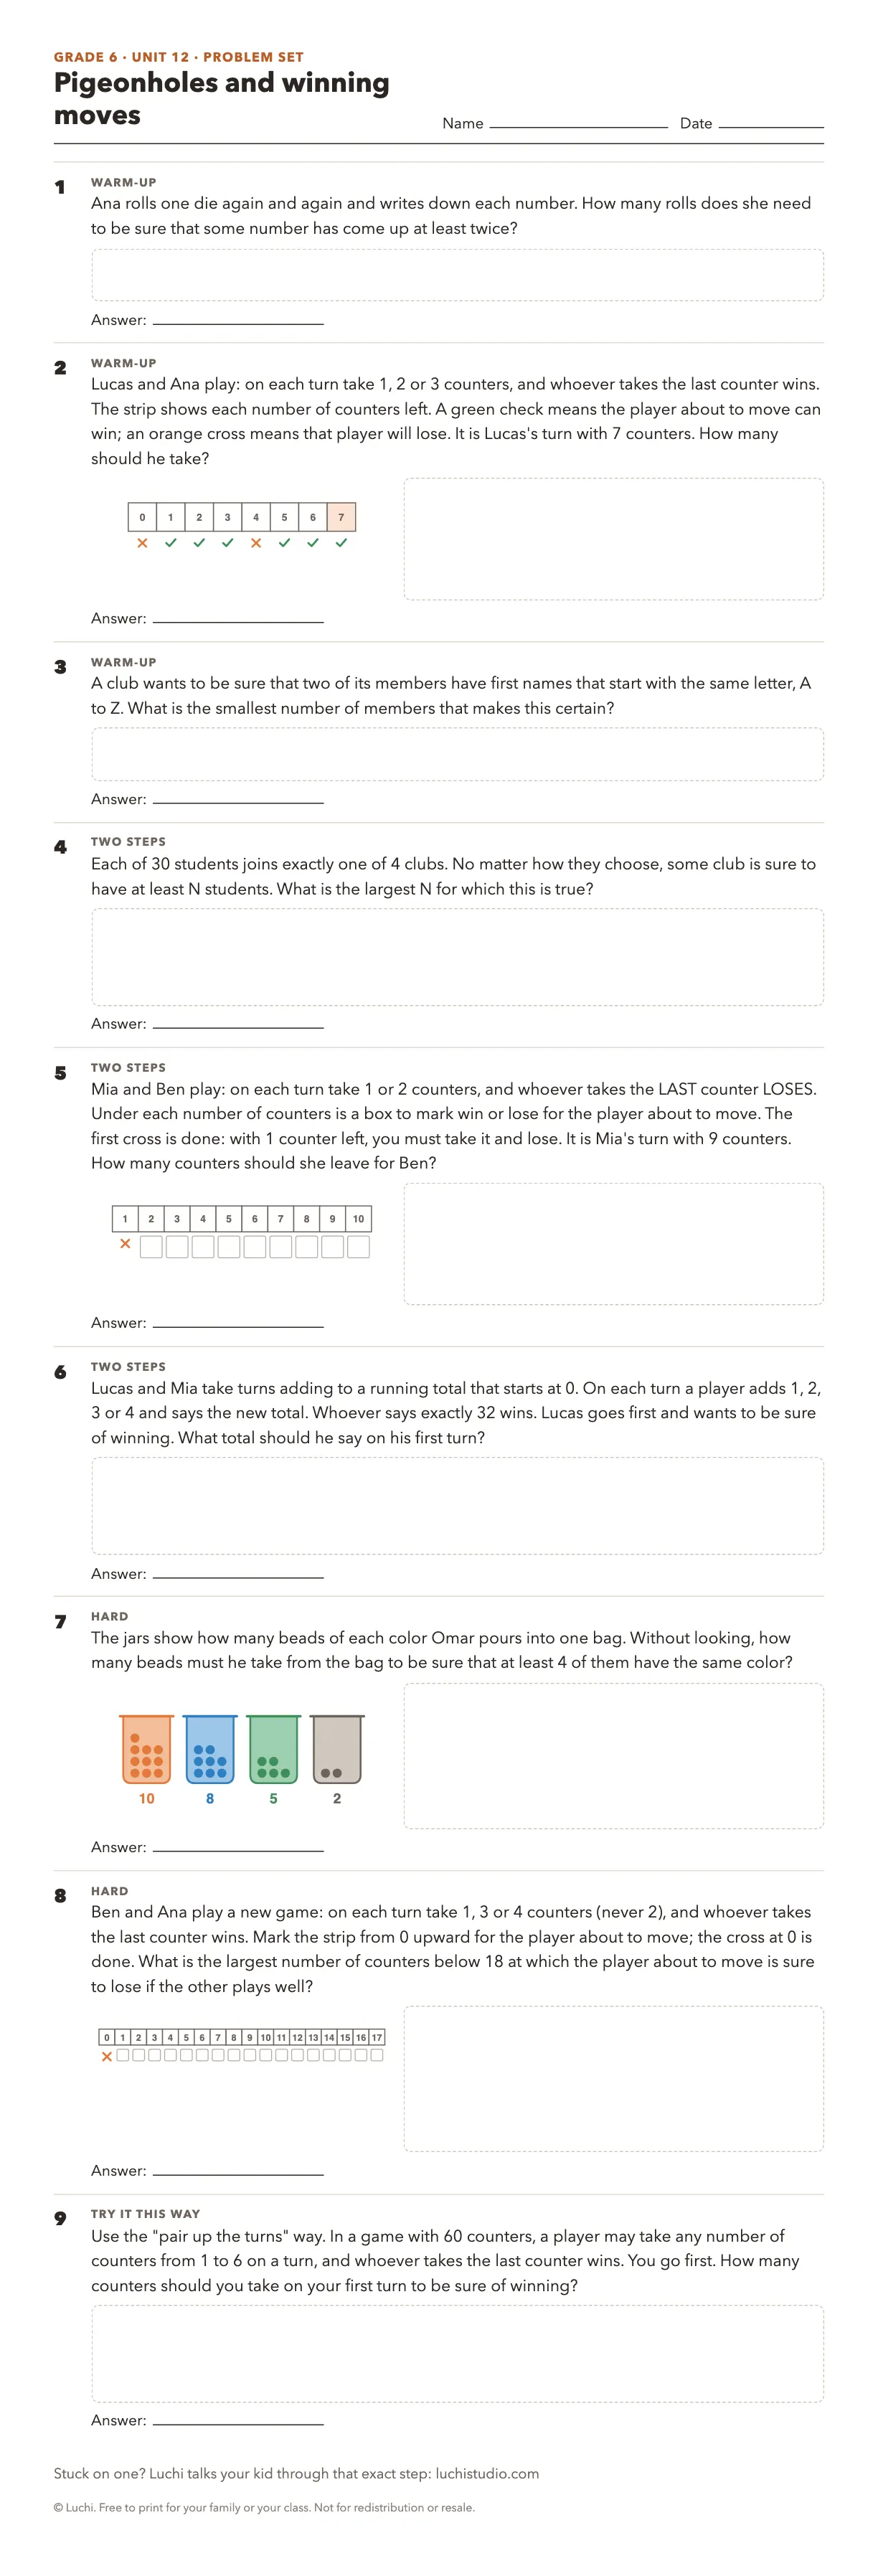 GRADE 6 · UNIT 12 · PROBLEM SET
Pigeonholes and winning
moves
Name
Date
1
WARM-UP
Ana rolls one die again and again and writes down each number. How many rolls does she need
to be sure that some number has come up at least twice?
Answer:
2
WARM-UP
Lucas and Ana play: on each turn take 1, 2 or 3 counters, and whoever takes the last counter wins.
The strip shows each number of counters left. A green check means the player about to move can
win; an orange cross means that player will lose. It is Lucas's turn with 7 counters. How many
should he take?
0 1 2 3 4 5 6 7
Answer:
3
WARM-UP
A club wants to be sure that two of its members have first names that start with the same letter, A
to Z. What is the smallest number of members that makes this certain?
Answer:
4
TWO STEPS
Each of 30 students joins exactly one of 4 clubs. No matter how they choose, some club is sure to
have at least N students. What is the largest N for which this is true?
Answer:
5
TWO STEPS
Mia and Ben play: on each turn take 1 or 2 counters, and whoever takes the LAST counter LOSES.
Under each number of counters is a box to mark win or lose for the player about to move. The
first cross is done: with 1 counter left, you must take it and lose. It is Mia's turn with 9 counters.
How many counters should she leave for Ben?
1 2 3 4 5 6 7 8 9 10
Answer:
6
TWO STEPS
Lucas and Mia take turns adding to a running total that starts at 0. On each turn a player adds 1, 2,
3 or 4 and says the new total. Whoever says exactly 32 wins. Lucas goes first and wants to be sure
of winning. What total should he say on his first turn?
Answer:
7
HARD
The jars show how many beads of each color Omar pours into one bag. Without looking, how
many beads must he take from the bag to be sure that at least 4 of them have the same color?
10 8 5 2
Answer:
8
HARD
Ben and Ana play a new game: on each turn take 1, 3 or 4 counters (never 2), and whoever takes
the last counter wins. Mark the strip from 0 upward for the player about to move; the cross at 0 is
done. What is the largest number of counters below 18 at which the player about to move is sure
to lose if the other plays well?
0 1 2 3 4 5 6 7 8 9 10 11 12 13 14 15 16 17
Answer:
9
TRY IT THIS WAY
Use the "pair up the turns" way. In a game with 60 counters, a player may take any number of
counters from 1 to 6 on a turn, and whoever takes the last counter wins. You go first. How many
counters should you take on your first turn to be sure of winning?
Answer:
Stuck on one? Luchi talks your kid through that exact step: luchistudio.com
© Luchi. Free to print for your family or your class. Not for redistribution or resale.